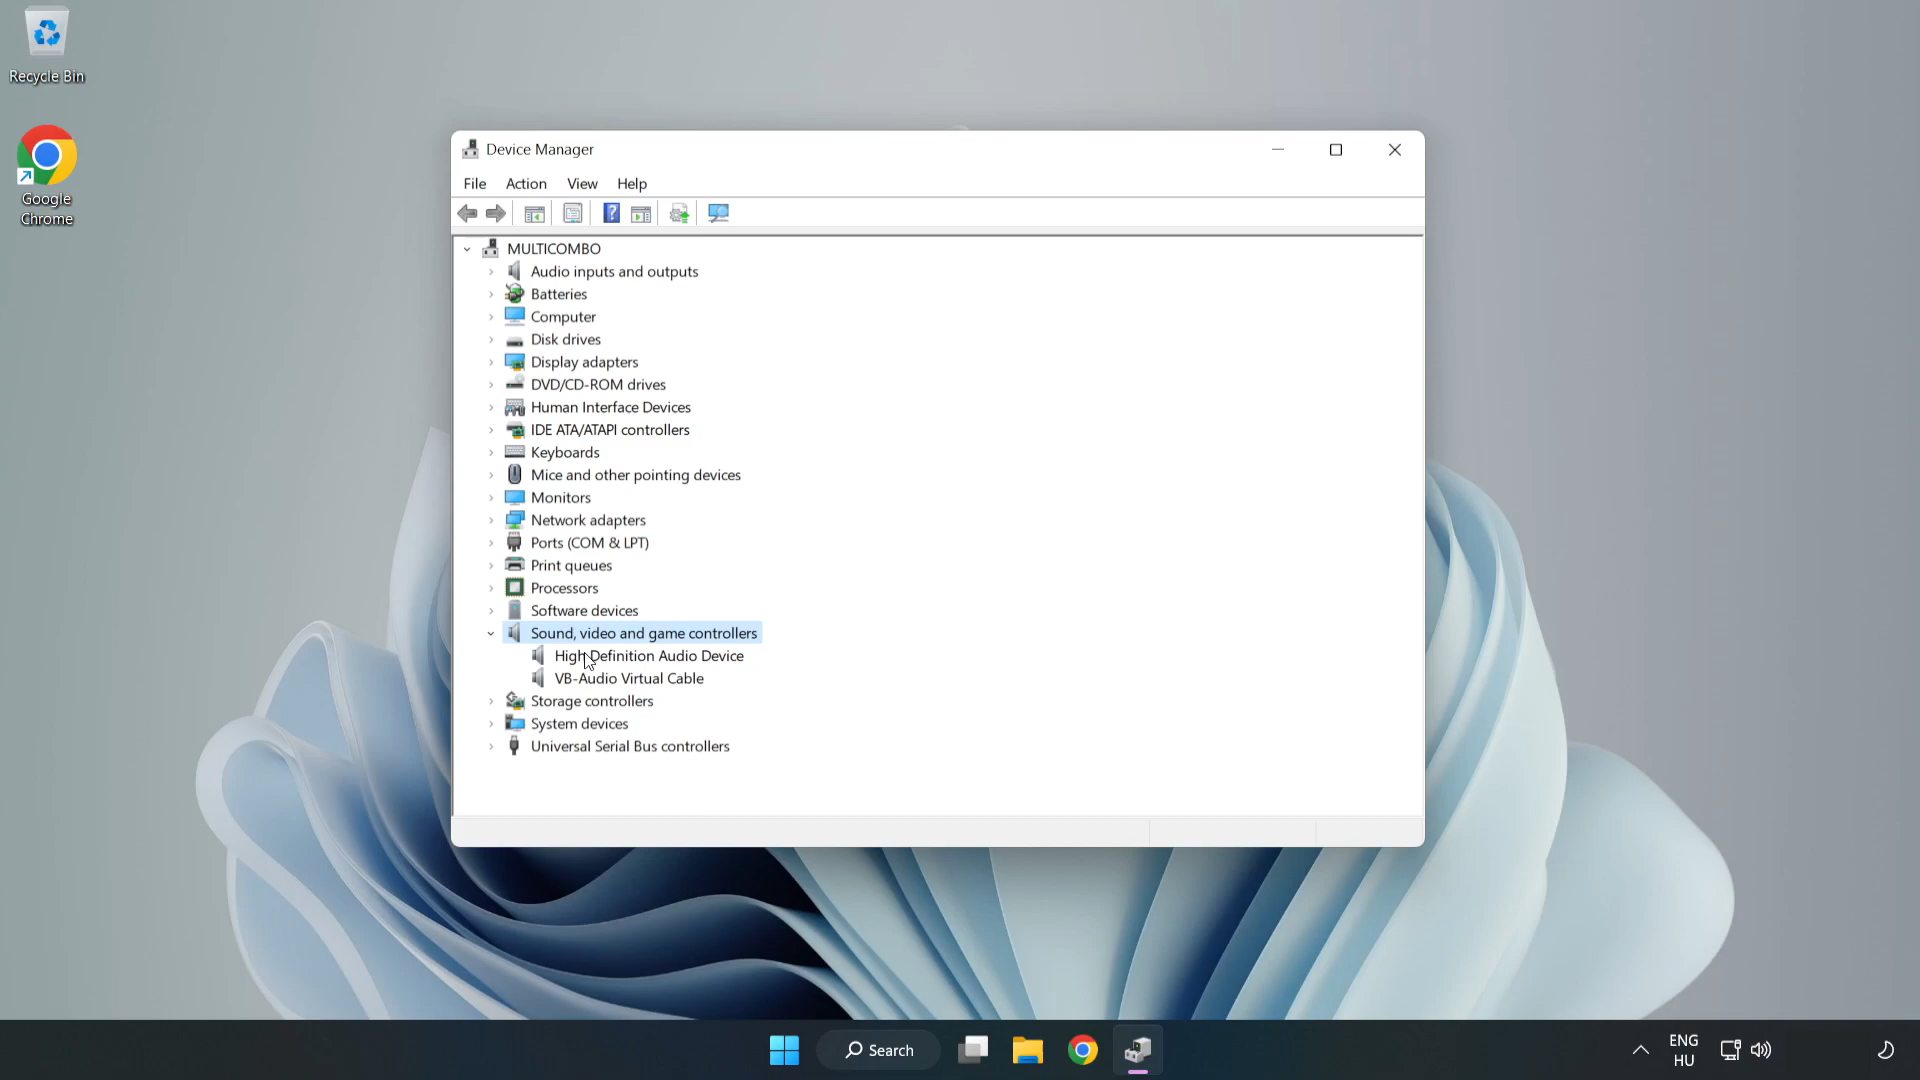 Recycle Bin
Google
Chrome
Device Manager
File Action View Help
MULTICOMBO
Audio inputs and outputs
Batteries
Computer
Disk drives
Display adapters
DVD/CD-ROM drives
Human Interface Devices
IDE ATA/ATAPI controllers
Keyboards
Mice and other pointing devices
Monitors
Network adapters
Ports (COM & LPT)
Print queues
Processors
Software devices
Sound, video and game controllers
High Definition Audio Device
VB-Audio Virtual Cable
Storage controllers
System devices
Universal Serial Bus controllers
Search
ENG
HU